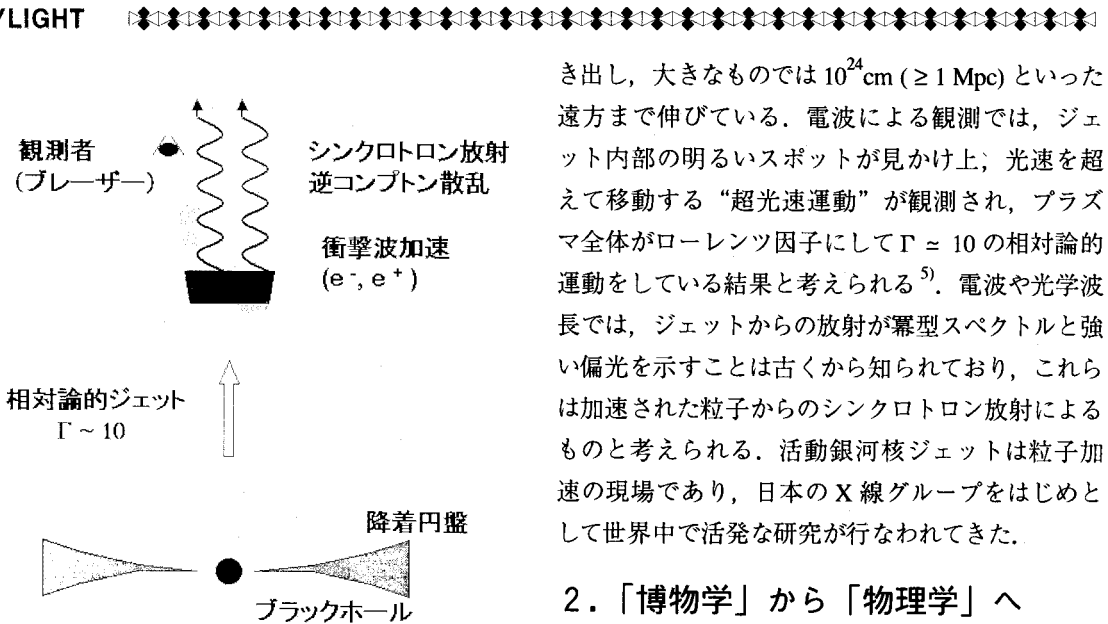 YLIGHT
観測者
(ブレーザー)
シンクロトロン放射
逆コンプトン散乱
衝撃波加速
(e⁻, e⁺)
相対論的ジェット
Γ ~ 10
降着円盤
ブラックホール
き出し，大きなものでは 10²⁴cm (≥ 1 Mpc) といった
遠方まで伸びている．電波による観測では，ジェ
ット内部の明るいスポットが見かけ上，光速を超
えて移動する“超光速運動”が観測され，プラズ
マ全体がローレンツ因子にして Γ ≃ 10 の相対論的
運動をしている結果と考えられる⁵⁾．電波や光学波
長では，ジェットからの放射が冪型スペクトルと強
い偏光を示すことは古くから知られており，これら
は加速された粒子からのシンクロトロン放射による
ものと考えられる．活動銀河核ジェットは粒子加
速の現場であり，日本の X 線グループをはじめと
して世界中で活発な研究が行なわれてきた．
2．「博物学」から「物理学」へ